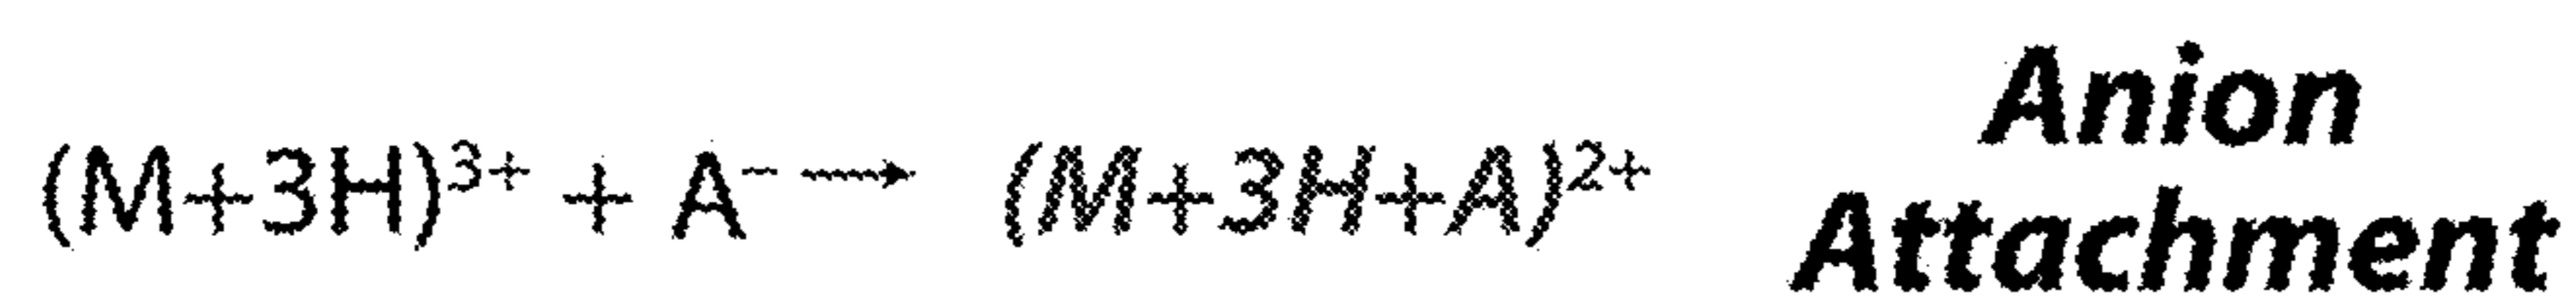 (M+3H)³⁺ + A⁻ → (M+3H+A)²⁺
Anion
Attachment